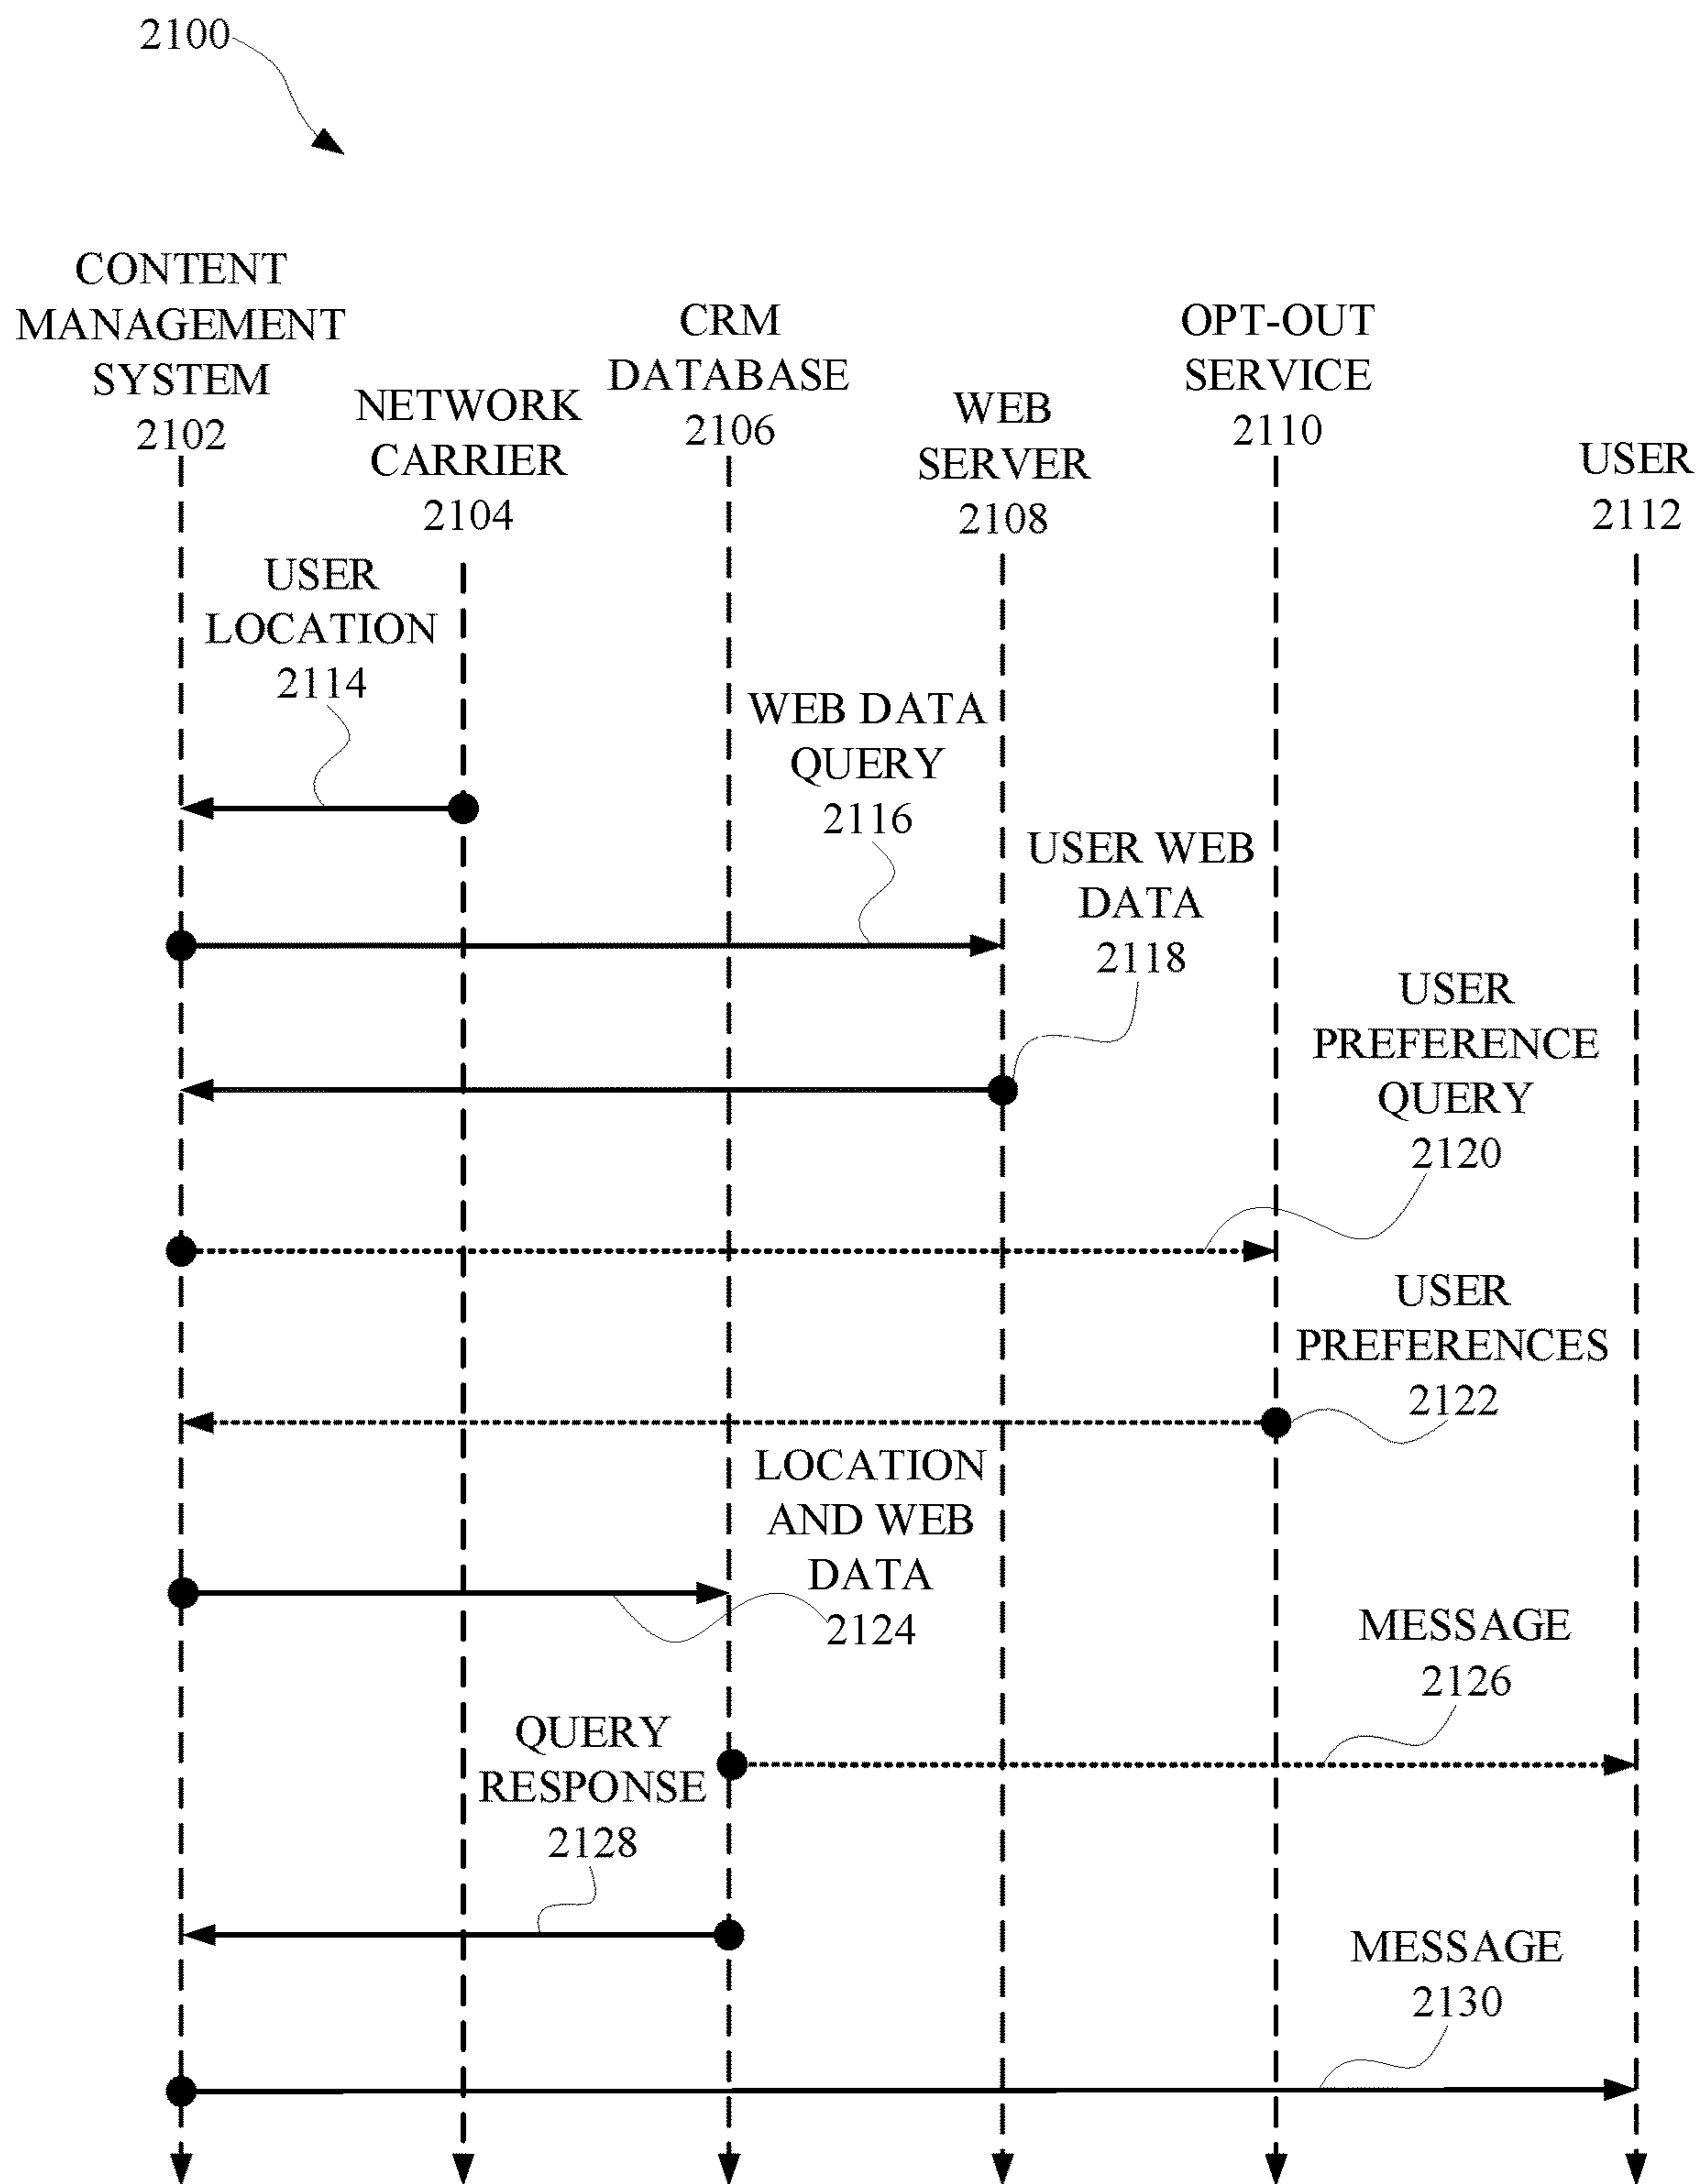 2100
CONTENT
MANAGEMENT
SYSTEM
2102
NETWORK
CARRIER
2104
CRM
DATABASE
2106
WEB
SERVER
2108
OPT-OUT
SERVICE
2110
USER
2112
USER
LOCATION
2114
WEB DATA
QUERY
2116
USER WEB
DATA
2118
USER
PREFERENCE
QUERY
2120
USER
PREFERENCES
2122
LOCATION
AND WEB
DATA
2124
MESSAGE
2126
QUERY
RESPONSE
2128
MESSAGE
2130